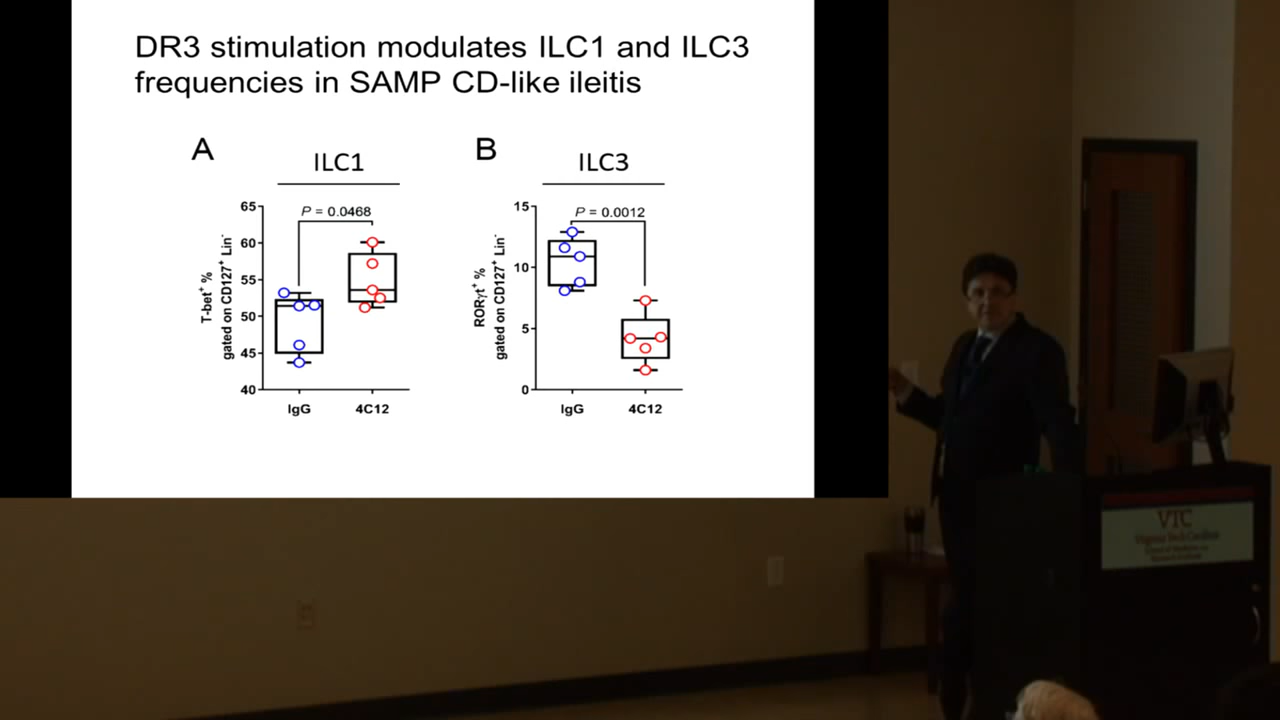 DR3 stimulation modulates ILC1 and ILC3
frequencies in SAMP CD-like ileitis
A
ILC1
P = 0.0468
65
60
55
50
45
40
T-bet⁺ %
gated on CD127⁺ Lin⁻
IgG
4C12
B
ILC3
P = 0.0012
15
10
5
0
RORγt⁺ %
gated on CD127⁺ Lin⁻
IgG
4C12
VTC